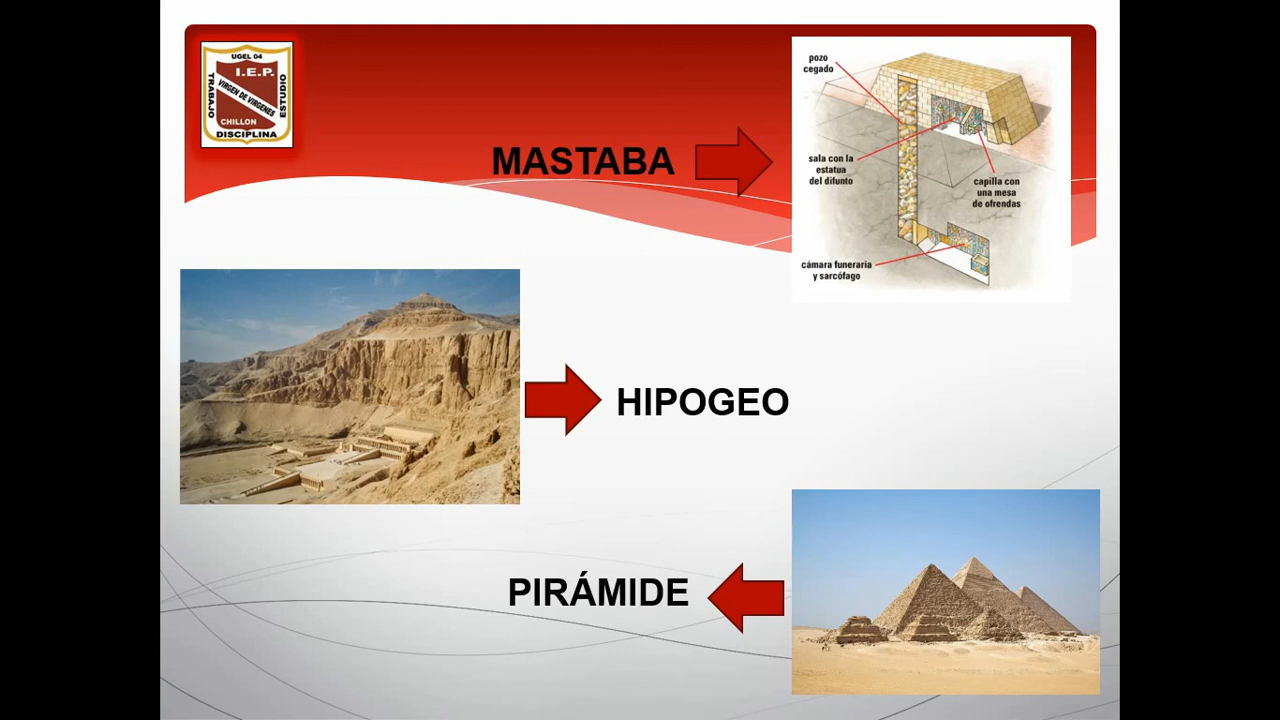 UGEL 04
I.E.P.
VIRGEN DE VIRGENES
CHILLON
TRABAJO
ESTUDIO
DISCIPLINA
MASTABA
pozo
cegado
sala con la
estatua
del difunto
capilla con
una mesa
de ofrendas
cámara funeraria
y sarcófago
HIPOGEO
PIRÁMIDE